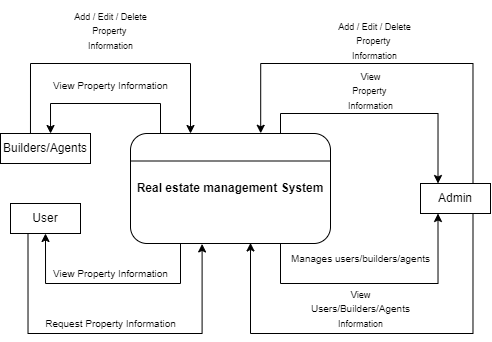 Add / Edit / Delete
Property
Information
Add / Edit / Delete
Property
Information
View Property Information
View
Property
Information
Builders/Agents
Real estate management System
Admin
User
Manages users/builders/agents
View Property Information
View
Users/Builders/Agents
Information
Request Property Information